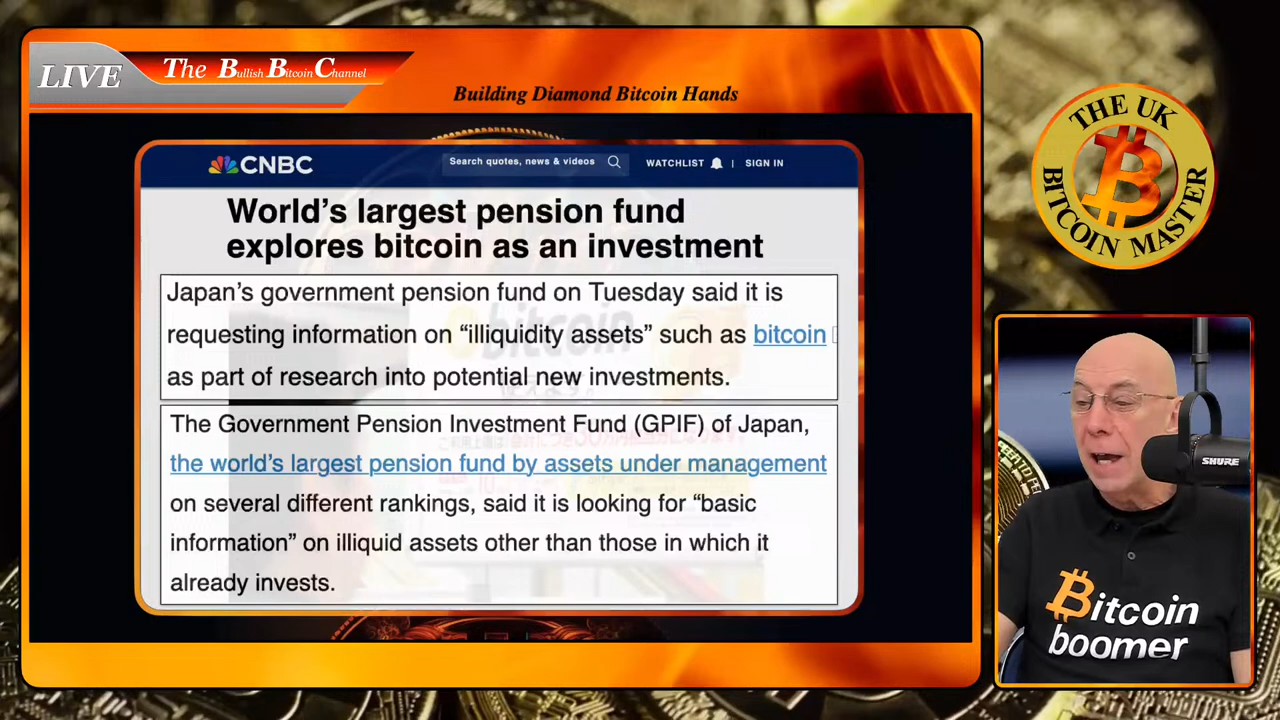 LIVE
The Bullish Bitcoin Channel
Building Diamond Bitcoin Hands
CNBC
Search quotes, news & videos
WATCHLIST
SIGN IN
World's largest pension fund
explores bitcoin as an investment
Japan's government pension fund on Tuesday said it is
requesting information on “illiquidity assets” such as bitcoin
as part of research into potential new investments.
The Government Pension Investment Fund (GPIF) of Japan,
the world's largest pension fund by assets under management
on several different rankings, said it is looking for “basic
information” on illiquid assets other than those in which it
already invests.
THE UK
BITCOIN MASTER
SHURE
Bitcoin
boomer